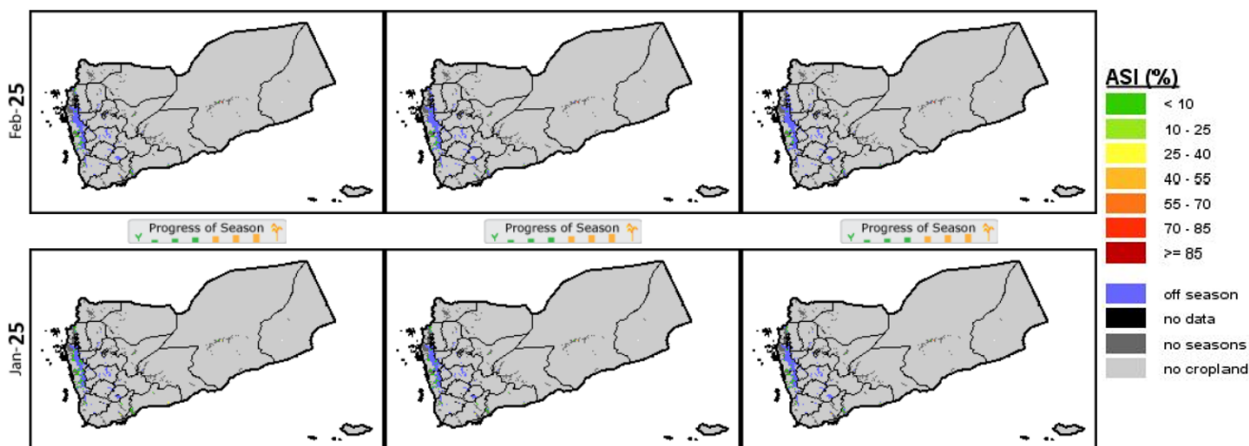 Feb-25
ASI (%)
< 10
10 - 25
25 - 40
40 - 55
55 - 70
70 - 85
>= 85
off season
no data
no seasons
no cropland
Progress of Season
Progress of Season
Progress of Season
Jan-25